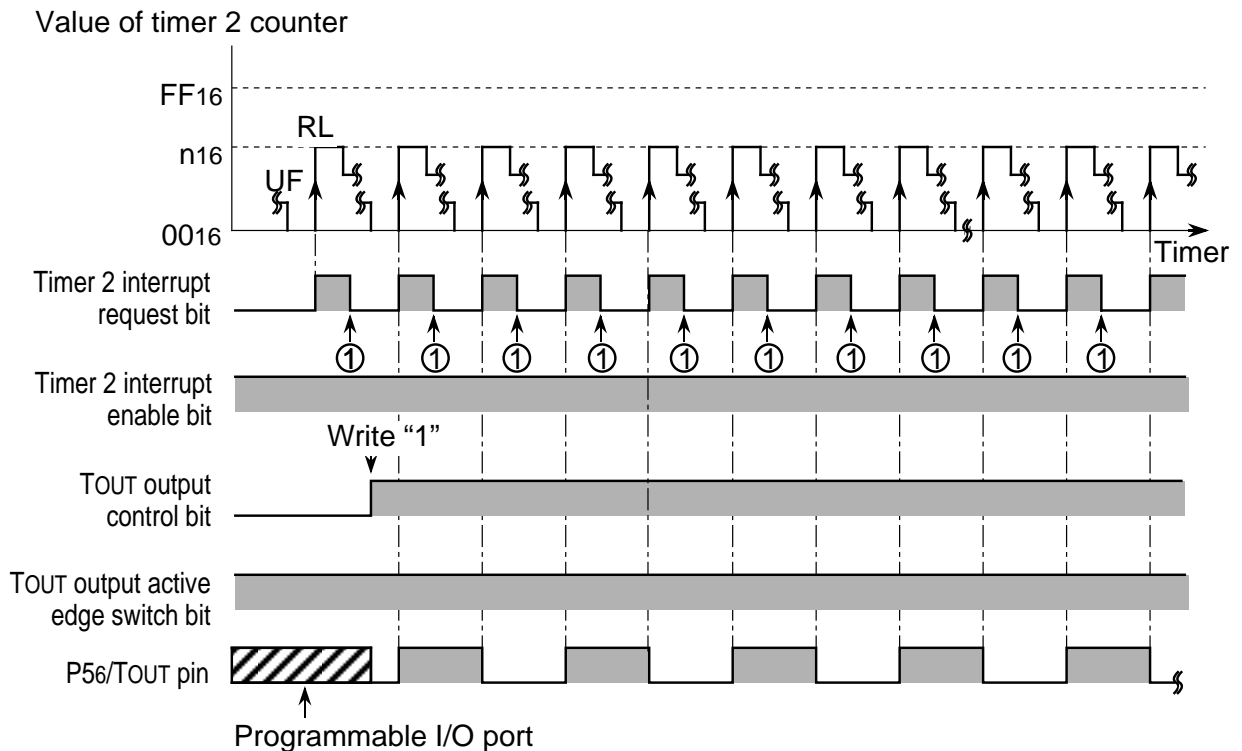 Value of timer 2 counter
FF16
RL
n16
UF
0016
Timer
Timer 2 interrupt
request bit
① ① ① ① ① ① ① ① ① ①
Timer 2 interrupt
enable bit
Write “1”
TOUT output
control bit
TOUT output active
edge switch bit
P56/TOUT pin
Programmable I/O port